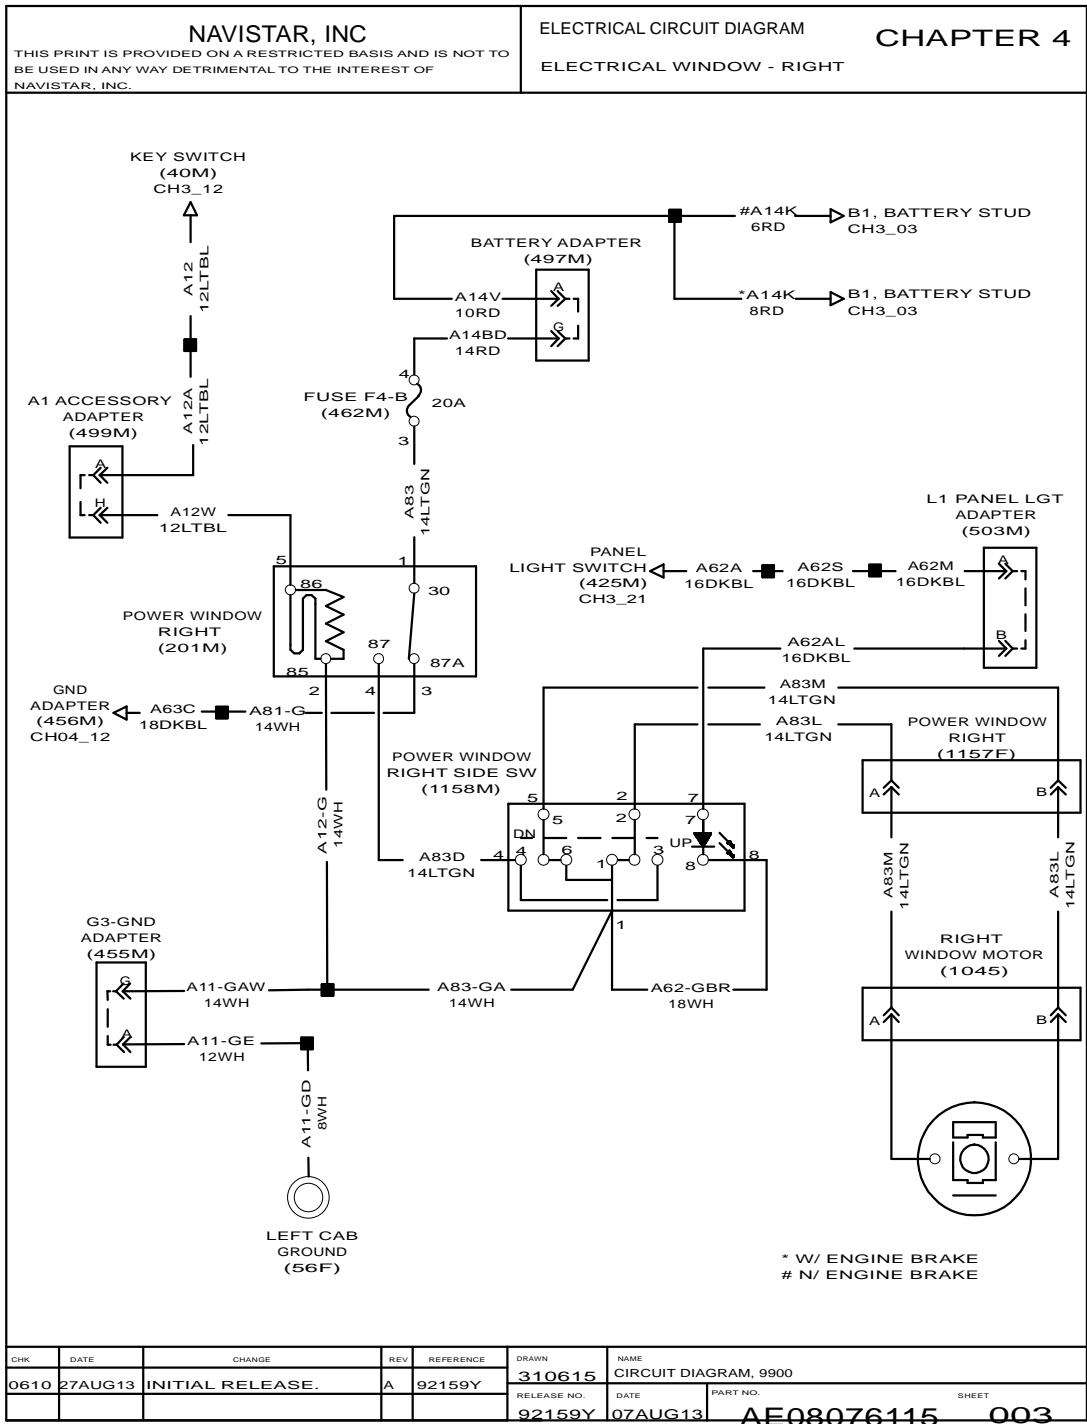 NAVISTAR, INC
THIS PRINT IS PROVIDED ON A RESTRICTED BASIS AND IS NOT TO
BE USED IN ANY WAY DETRIMENTAL TO THE INTEREST OF
NAVISTAR, INC.
ELECTRICAL CIRCUIT DIAGRAM
ELECTRICAL WINDOW - RIGHT
CHAPTER 4
KEY SWITCH
(40M)
CH3_12
A12
12LTBL
A12A
12LTBL
A1 ACCESSORY
ADAPTER
(499M)
A
H
A12W
12LTBL
BATTERY ADAPTER
(497M)
A
G
A14V
10RD
A14BD
14RD
#A14K
6RD
B1, BATTERY STUD
CH3_03
*A14K
8RD
B1, BATTERY STUD
CH3_03
4
FUSE F4-B
(462M)
20A
3
A83
14LTGN
L1 PANEL LGT
ADAPTER
(503M)
A
B
PANEL
LIGHT SWITCH
(425M)
CH3_21
A62A
16DKBL
A62S
16DKBL
A62M
16DKBL
A62AL
16DKBL
5
1
86
30
POWER WINDOW
RIGHT
(201M)
87
85
87A
2
4
3
GND
ADAPTER
(456M)
CH04_12
A63C
18DKBL
A81-G
14WH
A12-G
14WH
A83M
14LTGN
A83L
14LTGN
POWER WINDOW
RIGHT SIDE SW
(1158M)
5
2
7
5
2
7
DN
UP
4
4
6
1
3
8
8
1
A83D
14LTGN
POWER WINDOW
RIGHT
(1157F)
A
B
A83M
14LTGN
A83L
14LTGN
G3-GND
ADAPTER
(455M)
G
A
A11-GAW
14WH
A83-GA
14WH
A62-GBR
18WH
A11-GE
12WH
A11-GD
8WH
LEFT CAB
GROUND
(56F)
RIGHT
WINDOW MOTOR
(1045)
A
B
* W/ ENGINE BRAKE
# N/ ENGINE BRAKE
CHK DATE CHANGE REV REFERENCE
0610 27AUG13 INITIAL RELEASE. A 92159Y
DRAWN
310615
NAME
CIRCUIT DIAGRAM, 9900
RELEASE NO.
92159Y
DATE
07AUG13
PART NO.
AE08076115
SHEET
003